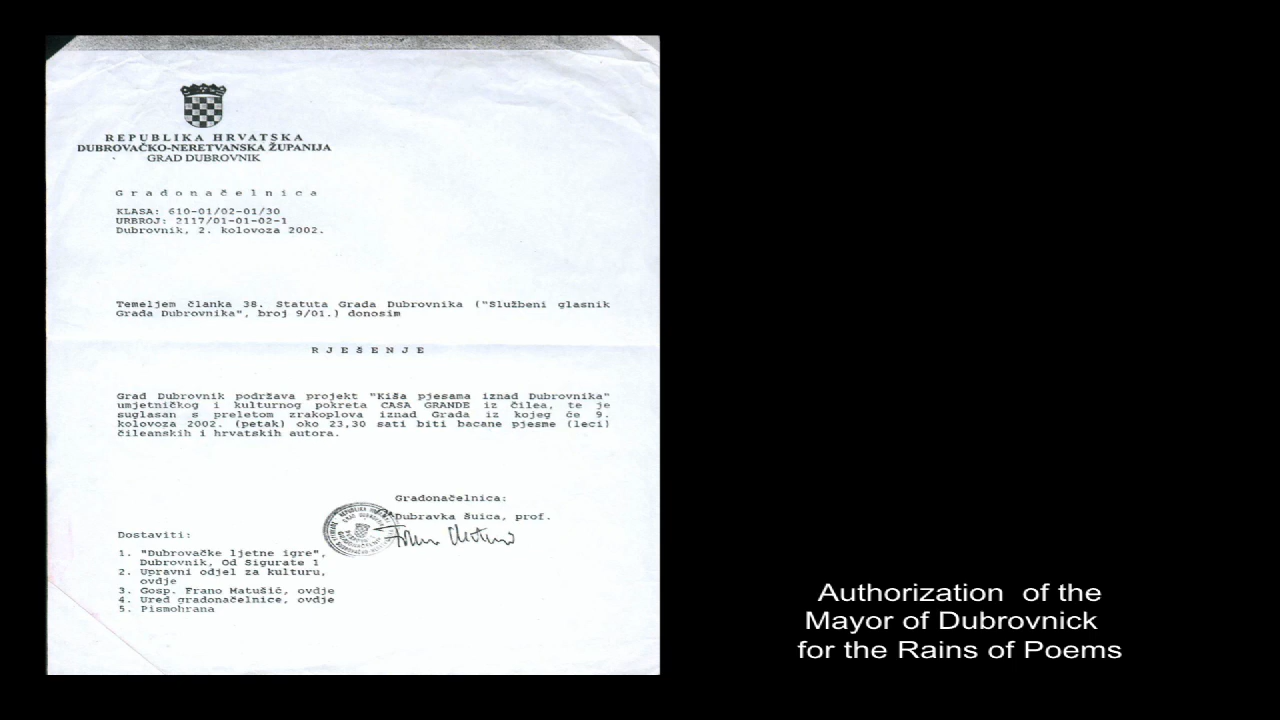 REPUBLIKA HRVATSKA
DUBROVAČKO-NERETVANSKA ŽUPANIJA
GRAD DUBROVNIK
Gradonačelnica
KLASA: 610-01/02-01/30
URBROJ: 2117/01-01-02-1
Dubrovnik, 2. kolovoza 2002.
Temeljem članka 38. Statuta Grada Dubrovnika ("Službeni glasnik
Grada Dubrovnika", broj 9/01.) donosim
RJEŠENJE
Grad Dubrovnik podržava projekt "Kiša pjesama iznad Dubrovnika"
umjetničkog i kulturnog pokreta CASA GRANDE iz čilea, te je
suglasan s preletom zrakoplova iznad Grada iz kojeg će 9.
kolovoza 2002. (petak) oko 23,30 sati biti bacane pjesme (leci)
čileanskih i hrvatskih autora.
Gradonačelnica:
Dubravka šuica, prof.
Dostaviti:
1. "Dubrovačke ljetne igre",
Dubrovnik, Od Sigurate 1
2. Upravni odjel za kulturu,
ovdje
3. Gosp. Frano Matušić, ovdje
4. Ured gradonačelnice, ovdje
5. Pismohrana
Authorization of the
Mayor of Dubrovnick
for the Rains of Poems